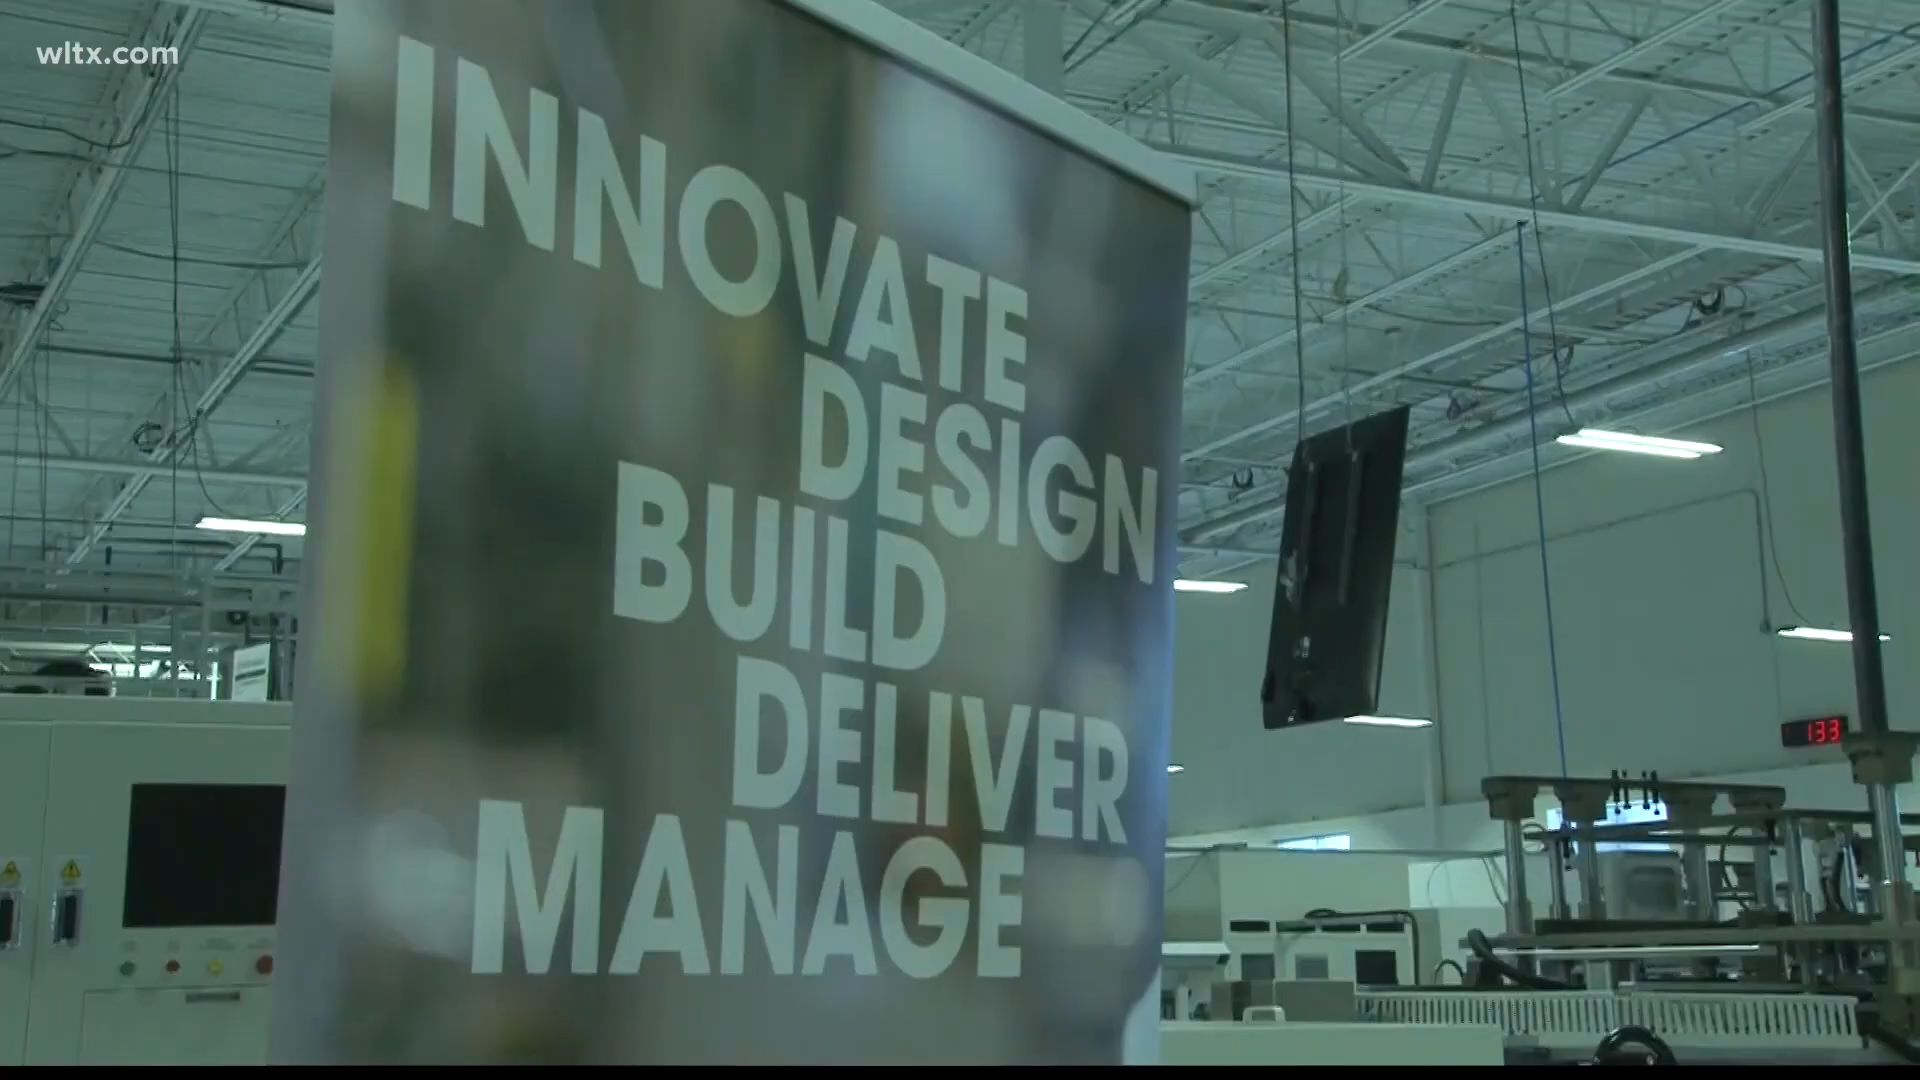 wltx.com
INNOVATE
DESIGN
BUILD
DELIVER
MANAGE
133